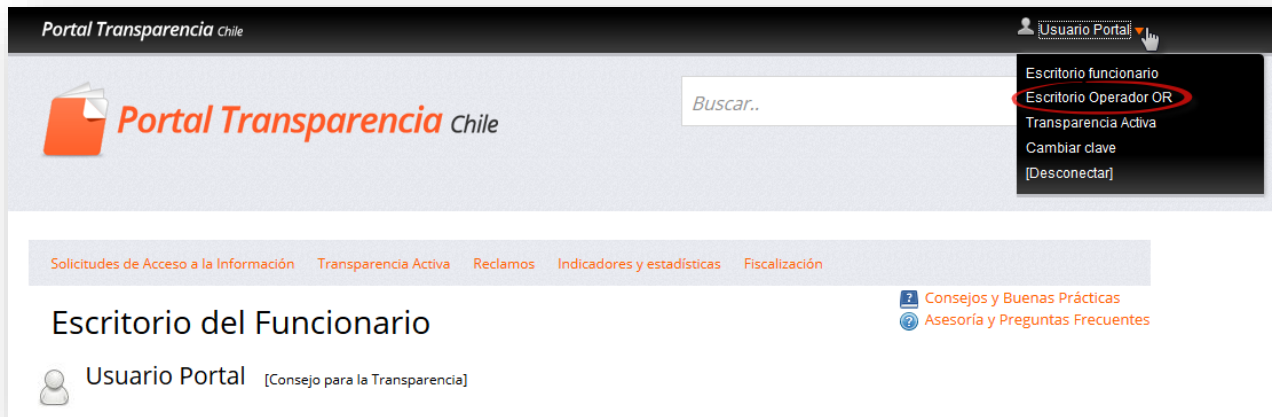 Portal Transparencia Chile
Usuario Portal
Escritorio funcionario
Escritorio Operador OR
Transparencia Activa
Cambiar clave
[Desconectar]
Portal Transparencia Chile
Buscar..
Solicitudes de Acceso a la Información Transparencia Activa Reclamos Indicadores y estadísticas Fiscalización
Consejos y Buenas Prácticas
Asesoría y Preguntas Frecuentes
Escritorio del Funcionario
Usuario Portal [Consejo para la Transparencia]